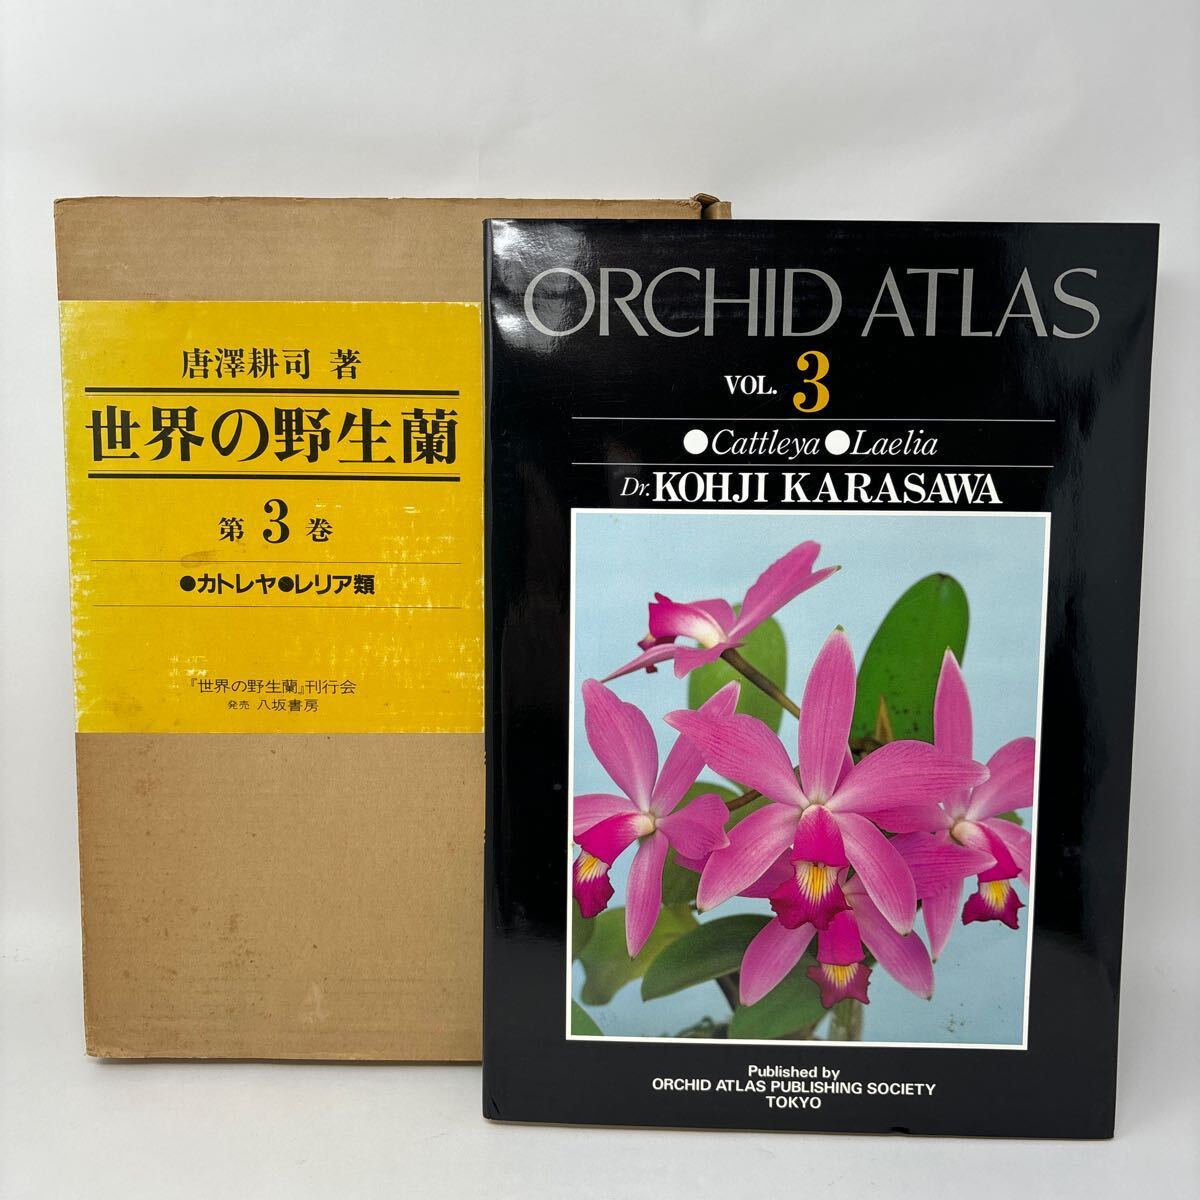 唐澤耕司 著
世界の野生蘭
第3巻
●カトレヤ●レリア類
『世界の野生蘭』刊行会
発売 八坂書房
ORCHID ATLAS
VOL. 3
●Cattleya ●Laelia
Dr. KOHJI KARASAWA
Published by
ORCHID ATLAS PUBLISHING SOCIETY
TOKYO